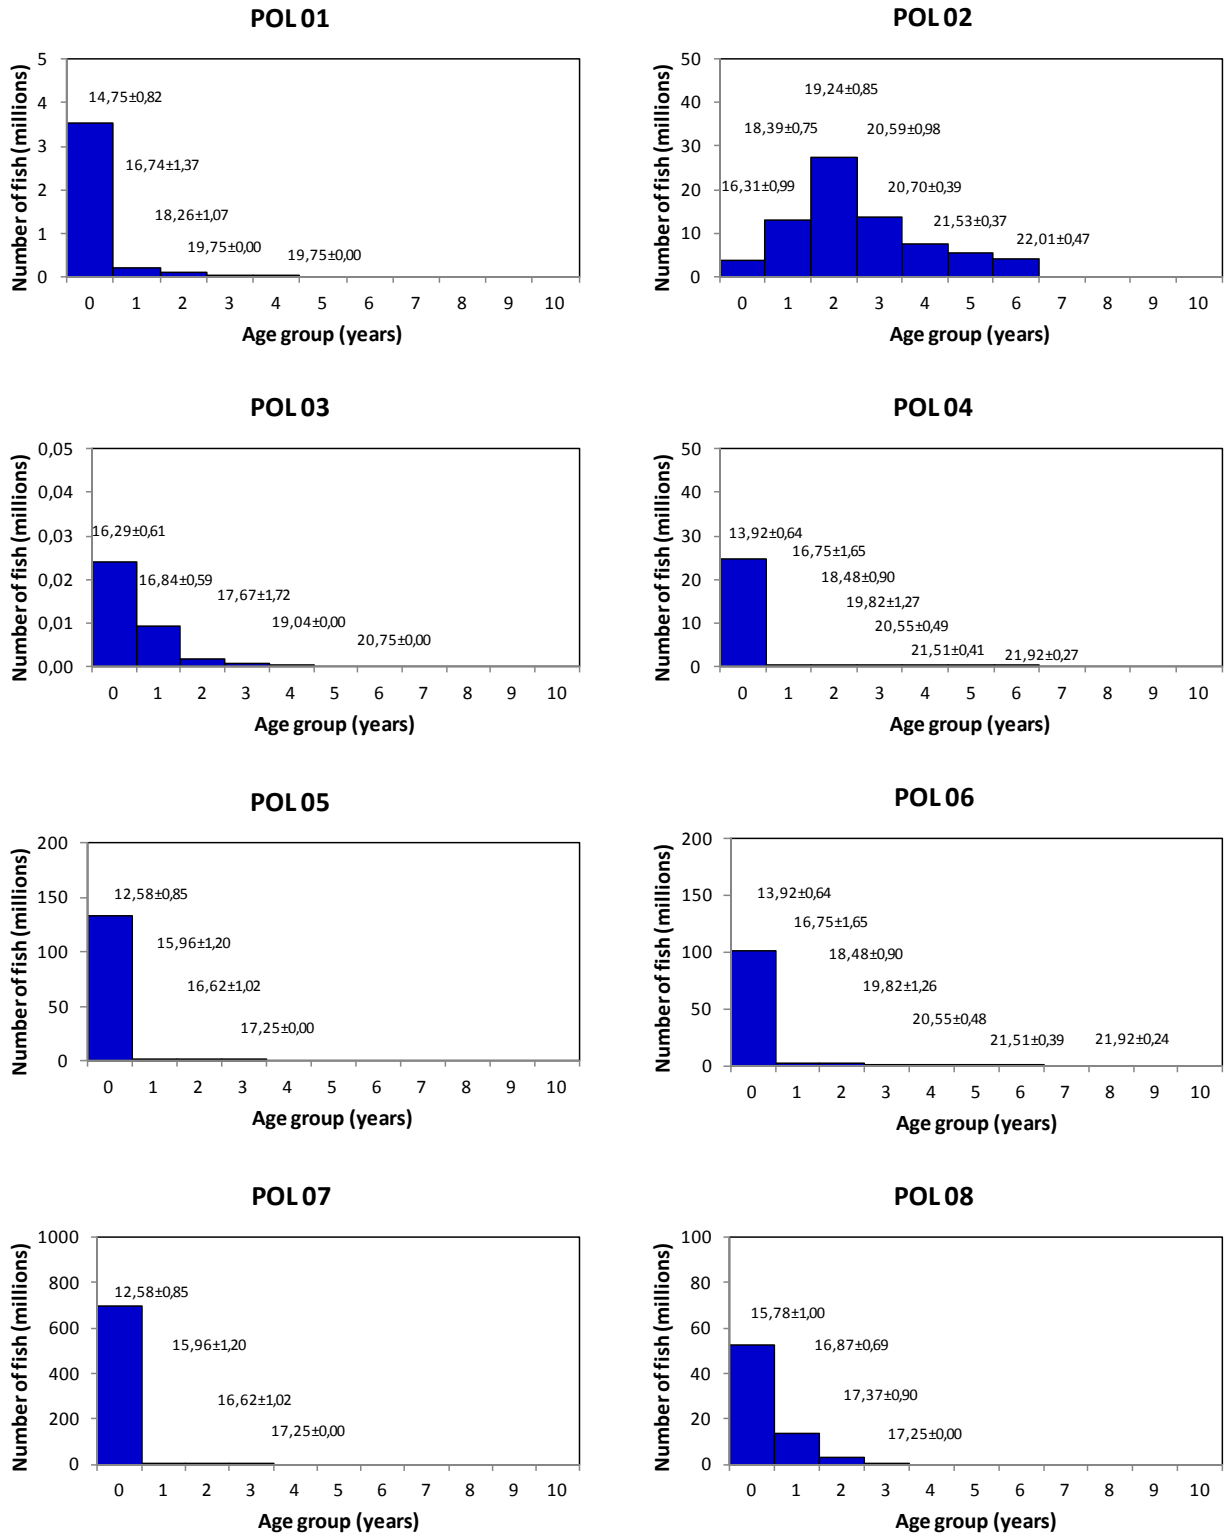 POL 01
Number of fish (millions)
5
4
3
2
1
0
14,75±0,82
16,74±1,37
18,26±1,07
19,75±0,00
19,75±0,00
0 1 2 3 4 5 6 7 8 9 10
Age group (years)
POL 02
Number of fish (millions)
50
40
30
20
10
0
16,31±0,99
18,39±0,75
19,24±0,85
20,59±0,98
20,70±0,39
21,53±0,37
22,01±0,47
0 1 2 3 4 5 6 7 8 9 10
Age group (years)
POL 03
Number of fish (millions)
0,05
0,04
0,03
0,02
0,01
0,00
16,29±0,61
16,84±0,59
17,67±1,72
19,04±0,00
20,75±0,00
0 1 2 3 4 5 6 7 8 9 10
Age group (years)
POL 04
Number of fish (millions)
50
40
30
20
10
0
13,92±0,64
16,75±1,65
18,48±0,90
19,82±1,27
20,55±0,49
21,51±0,41
21,92±0,27
0 1 2 3 4 5 6 7 8 9 10
Age group (years)
POL 05
Number of fish (millions)
200
150
100
50
0
12,58±0,85
15,96±1,20
16,62±1,02
17,25±0,00
0 1 2 3 4 5 6 7 8 9 10
Age group (years)
POL 06
Number of fish (millions)
200
150
100
50
0
13,92±0,64
16,75±1,65
18,48±0,90
19,82±1,26
20,55±0,48
21,51±0,39
21,92±0,24
0 1 2 3 4 5 6 7 8 9 10
Age group (years)
POL 07
Number of fish (millions)
1000
800
600
400
200
0
12,58±0,85
15,96±1,20
16,62±1,02
17,25±0,00
0 1 2 3 4 5 6 7 8 9 10
Age group (years)
POL 08
Number of fish (millions)
100
80
60
40
20
0
15,78±1,00
16,87±0,69
17,37±0,90
17,25±0,00
0 1 2 3 4 5 6 7 8 9 10
Age group (years)